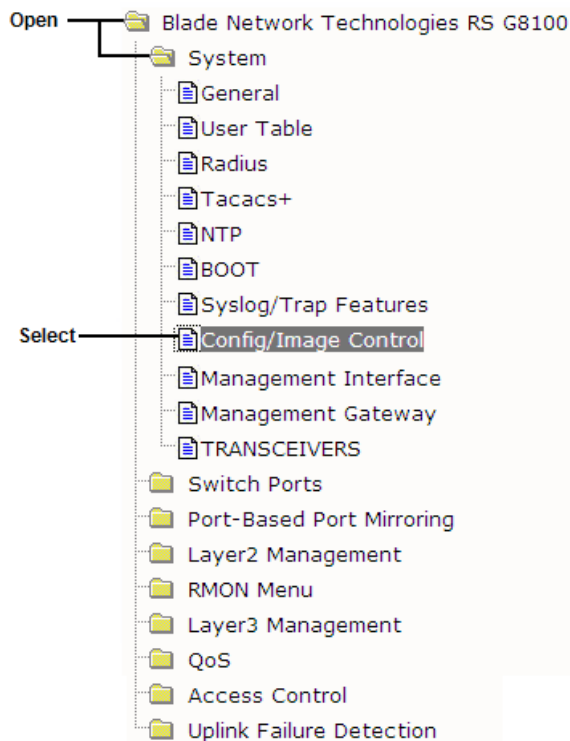 Open Blade Network Technologies RS G8100
System
General
User Table
Radius
Tacacs+
NTP
BOOT
Syslog/Trap Features
Select Config/Image Control
Management Interface
Management Gateway
TRANSCEIVERS
Switch Ports
Port-Based Port Mirroring
Layer2 Management
RMON Menu
Layer3 Management
QoS
Access Control
Uplink Failure Detection